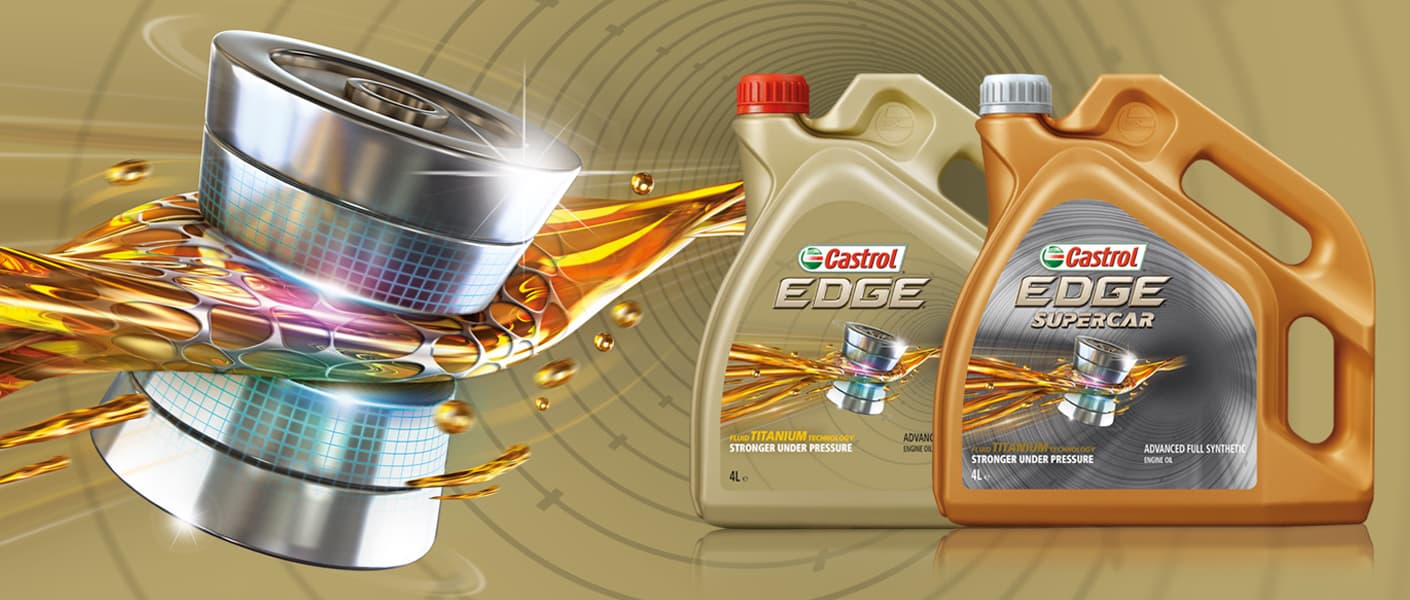 Castrol
EDGE
FLUID TITANIUM TECHNOLOGY
STRONGER UNDER PRESSURE
ADVANC
ENGINE OIL
4L e
Castrol
EDGE
SUPERCAR
FLUID TITANIUM TECHNOLOGY
STRONGER UNDER PRESSURE
ADVANCED FULL SYNTHETIC
ENGINE OIL
4L e